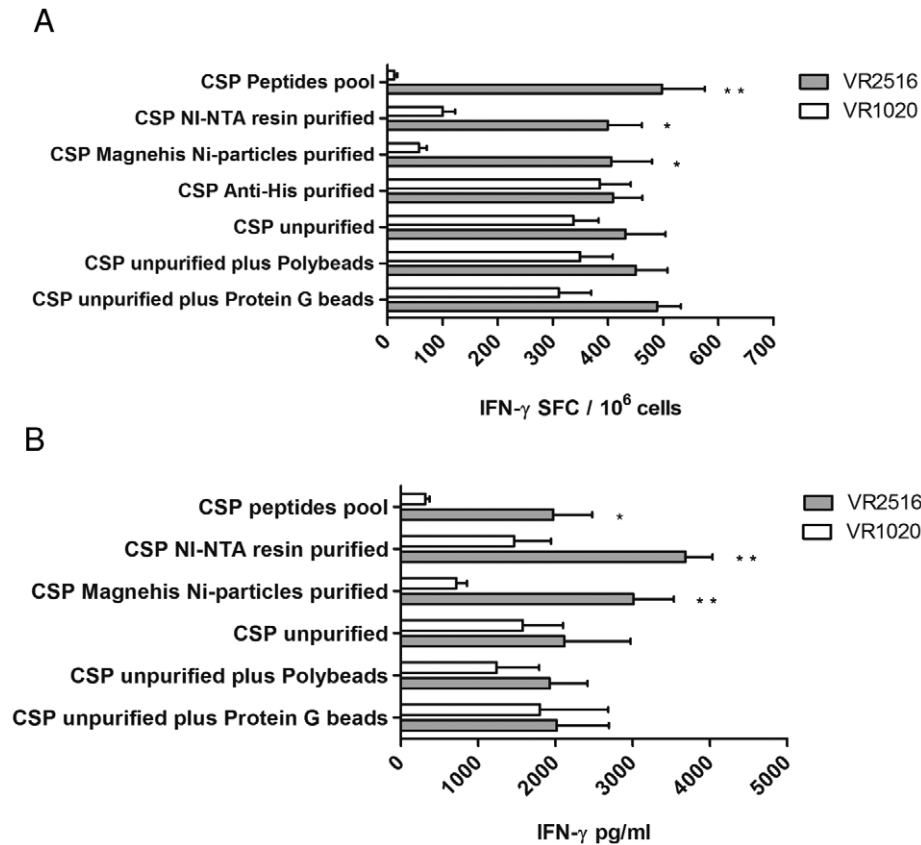 A
CSP Peptides pool
CSP NI-NTA resin purified
CSP Magnehis Ni-particles purified
CSP Anti-His purified
CSP unpurified
CSP unpurified plus Polybeads
CSP unpurified plus Protein G beads
* *
*
*
VR2516
VR1020
0 100 200 300 400 500 600 700
IFN-γ SFC / 10⁶ cells
B
CSP peptides pool
CSP NI-NTA resin purified
CSP Magnehis Ni-particles purified
CSP unpurified
CSP unpurified plus Polybeads
CSP unpurified plus Protein G beads
*
* *
* *
VR2516
VR1020
0 1000 2000 3000 4000 5000
IFN-γ pg/ml